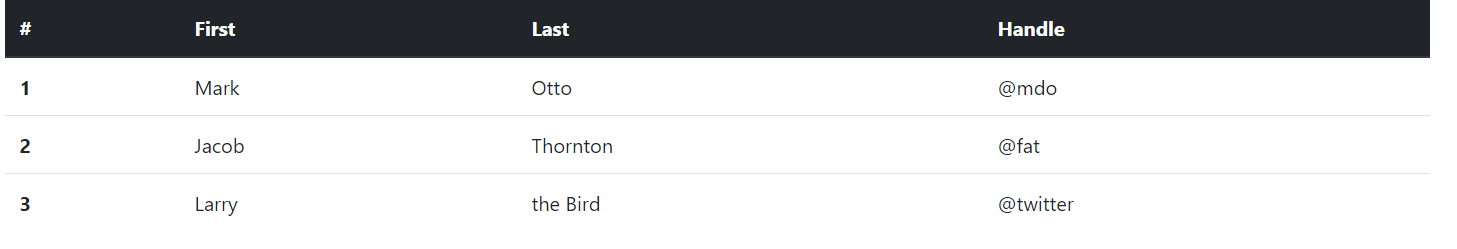 # First Last Handle
1 Mark Otto @mdo
2 Jacob Thornton @fat
3 Larry the Bird @twitter